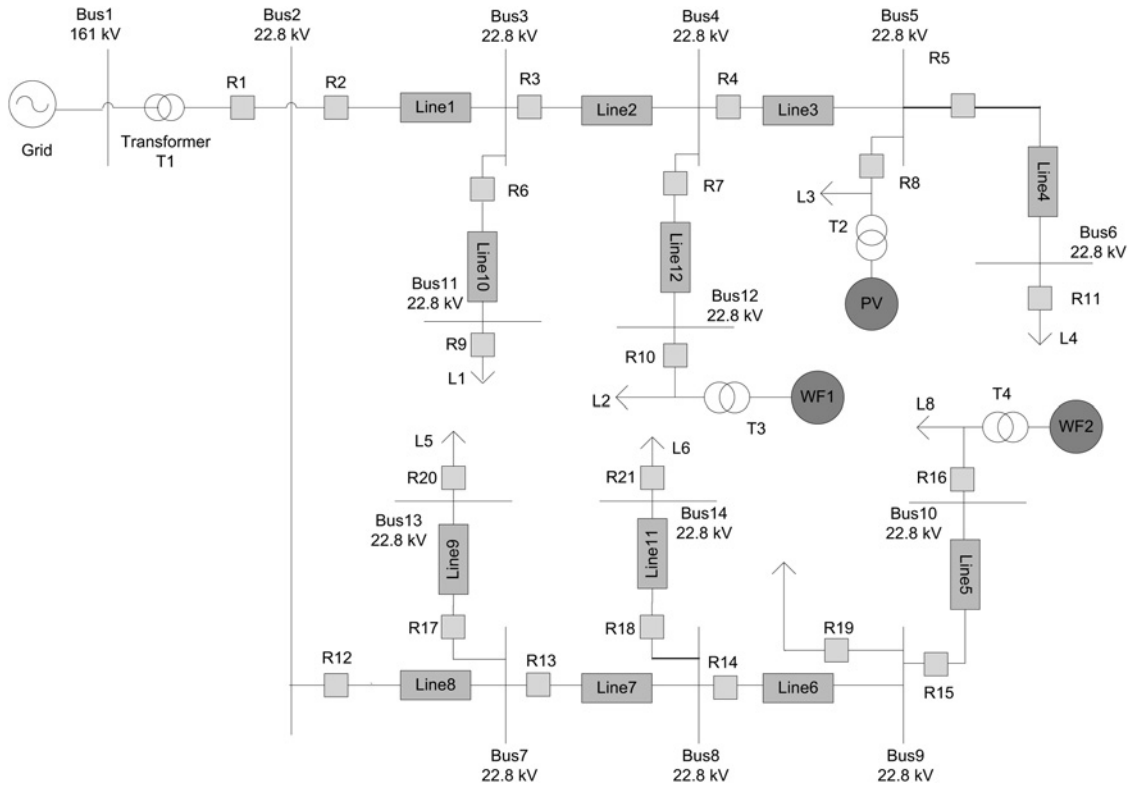 Bus1
161 kV
Bus2
22.8 kV
Bus3
22.8 kV
Bus4
22.8 kV
Bus5
22.8 kV
R5
R1
R2
R3
R4
Line1
Line2
Line3
Grid
Transformer
T1
R6
R7
R8
L3
T2
Line4
Line10
Line12
Bus6
22.8 kV
Bus11
22.8 kV
Bus12
22.8 kV
PV
R11
R9
R10
L4
L1
L2
WF1
T3
L8
T4
WF2
L5
L6
R20
R21
R16
Bus13
22.8 kV
Bus14
22.8 kV
Bus10
22.8 kV
Line9
Line11
Line5
R17
R18
R19
R12
R13
R14
R15
Line8
Line7
Line6
Bus7
22.8 kV
Bus8
22.8 kV
Bus9
22.8 kV